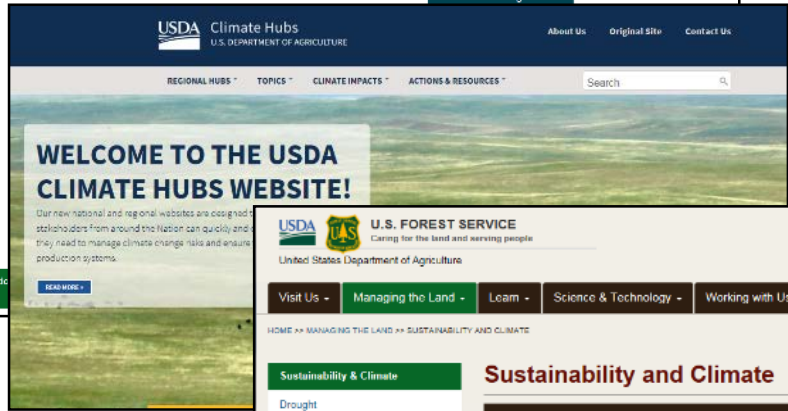 USDA Climate Hubs
U.S. DEPARTMENT OF AGRICULTURE
About Us Original Site Contact Us
REGIONAL HUBS TOPICS CLIMATE IMPACTS ACTIONS & RESOURCES
Search
WELCOME TO THE USDA
CLIMATE HUBS WEBSITE!
Our new national and regional websites are designed
stakeholders from around the Nation can quickly and
they need to manage climate change risks and ensure
production systems.
READ MORE »
USDA UAS U.S. FOREST SERVICE
Caring for the land and serving people
United States Department of Agriculture
Visit Us Managing the Land Learn Science & Technology Working with Us
HOME >> MANAGING THE LAND >> SUSTAINABILITY AND CLIMATE
Sustainability & Climate
Sustainability and Climate
Drought